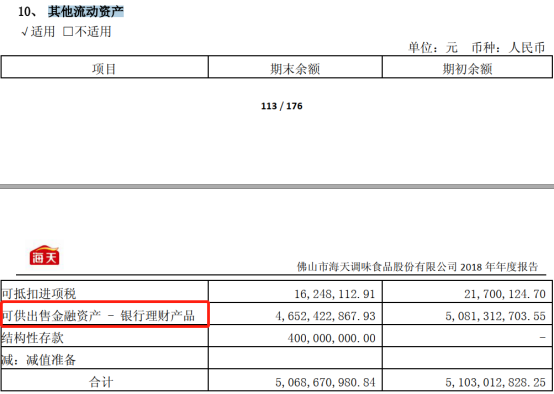 10、 其他流动资产
√适用 □不适用
单位：元 币种：人民币
项目 期末余额 期初余额
113 / 176
海天
佛山市海天调味食品股份有限公司 2018 年年度报告
可抵扣进项税 16,248,112.91 21,700,124.70
可供出售金融资产 - 银行理财产品 4,652,422,867.93 5,081,312,703.55
结构性存款 400,000,000.00 -
减：减值准备
合计 5,068,670,980.84 5,103,012,828.25